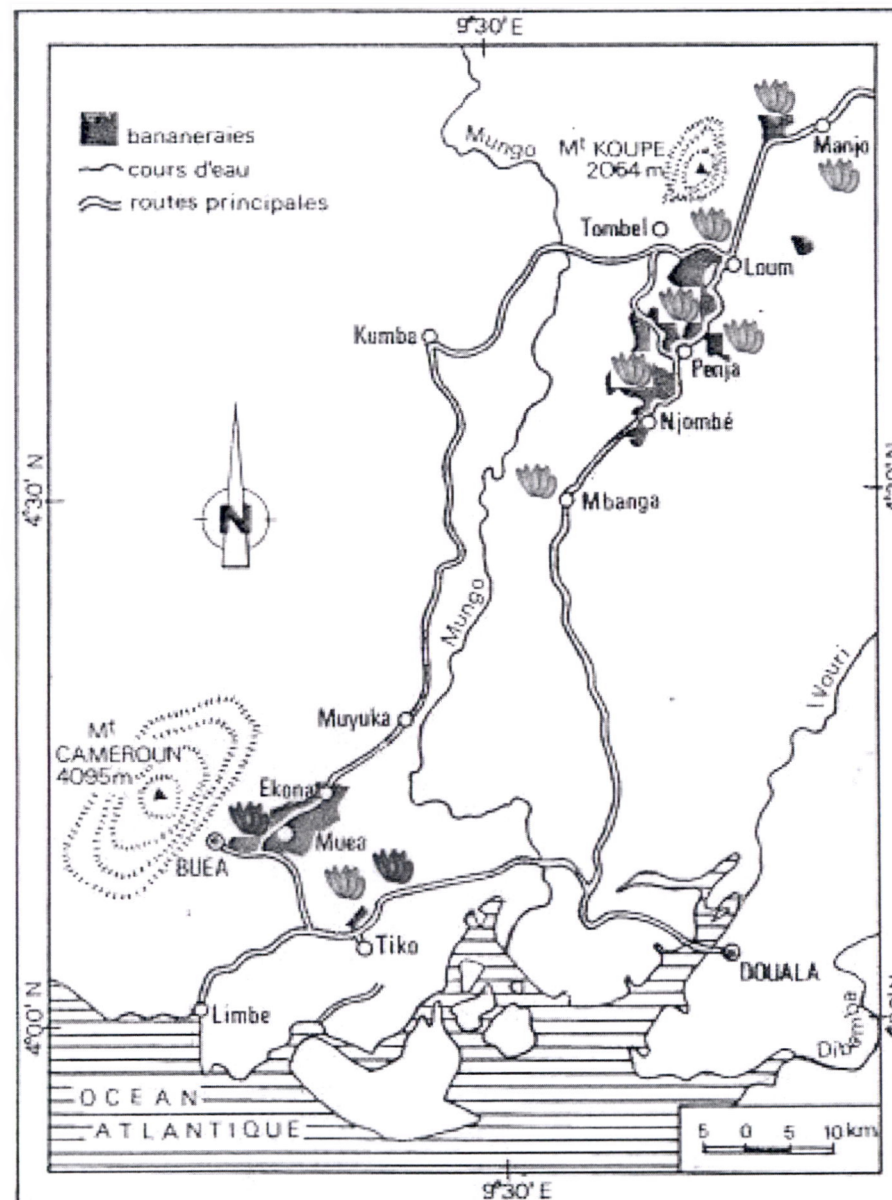 9°30' E
bananeraies
cours d'eau
routes principales
Mungo
Mt KOUPE
2064 m
Manjo
Tombel
Loum
Kumba
Penja
Njombé
4°30' N
N
Mbanga
Mungo
Wouri
Muyuka
Mt
CAMEROUN
4095m
Ekona
Muea
BUEA
Tiko
DOUALA
Limbe
4°00' N
OCEAN
ATLANTIQUE
5 0 5 10 km
9°30' E